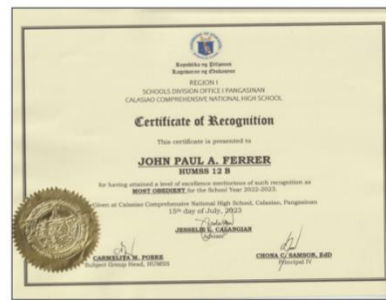 Republika ng Pilipinas
Kagawaran ng Edukasyon
REGION I
SCHOOLS DIVISION OFFICE I PANGASINAN
CALASIAO COMPREHENSIVE NATIONAL HIGH SCHOOL
Certificate of Recognition
This certificate is presented to
JOHN PAUL A. FERRER
HUMSS 12 B
for having attained a level of excellence meritorious of such recognition as
MOST OBEDIENT for the School Year 2022-2023.
Given at Calasiao Comprehensive National High School, Calasiao, Pangasinan
15th day of July, 2023
JESSELIE L. CALANGIAN
Adviser
CARMELITA M. POSRE
Subject Group Head, HUMSS
CHONA C. SAMSON, EdD
Principal IV